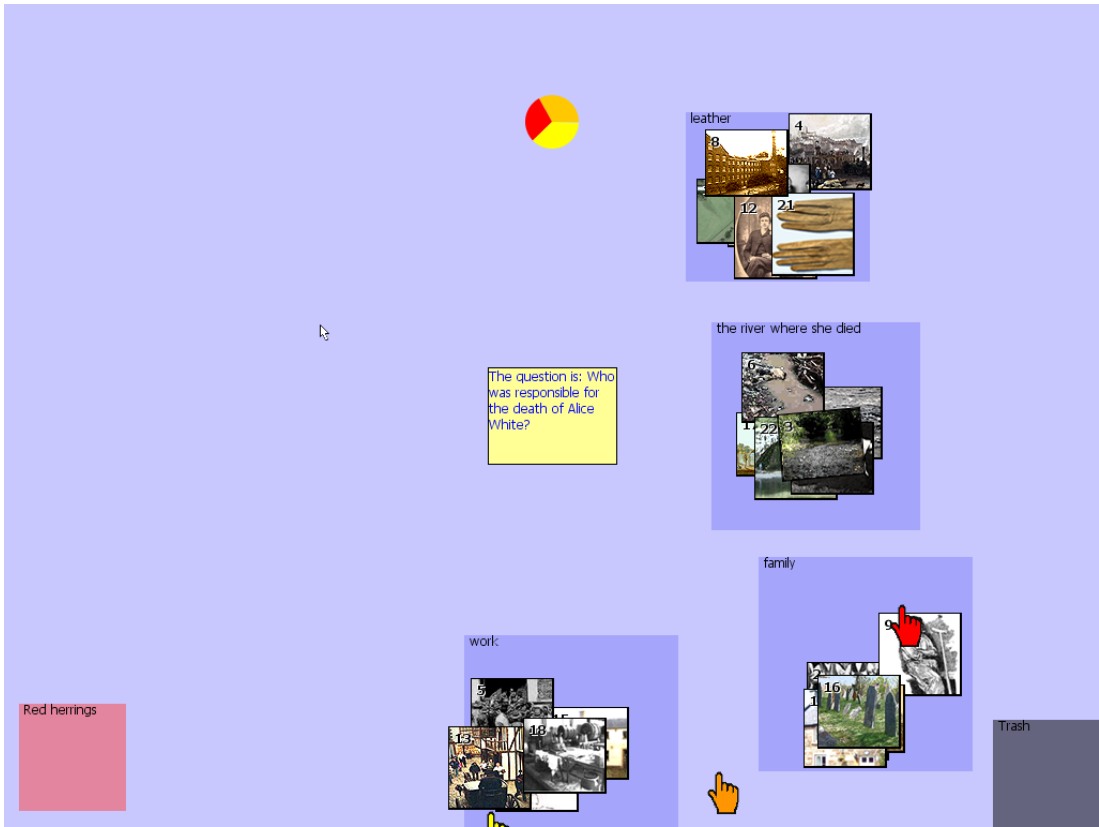 leather
8
4
12
21
the river where she died
6
22
3
The question is: Who
was responsible for
the death of Alice
White?
family
9
2
16
work
5
13
18
Red herrings
Trash